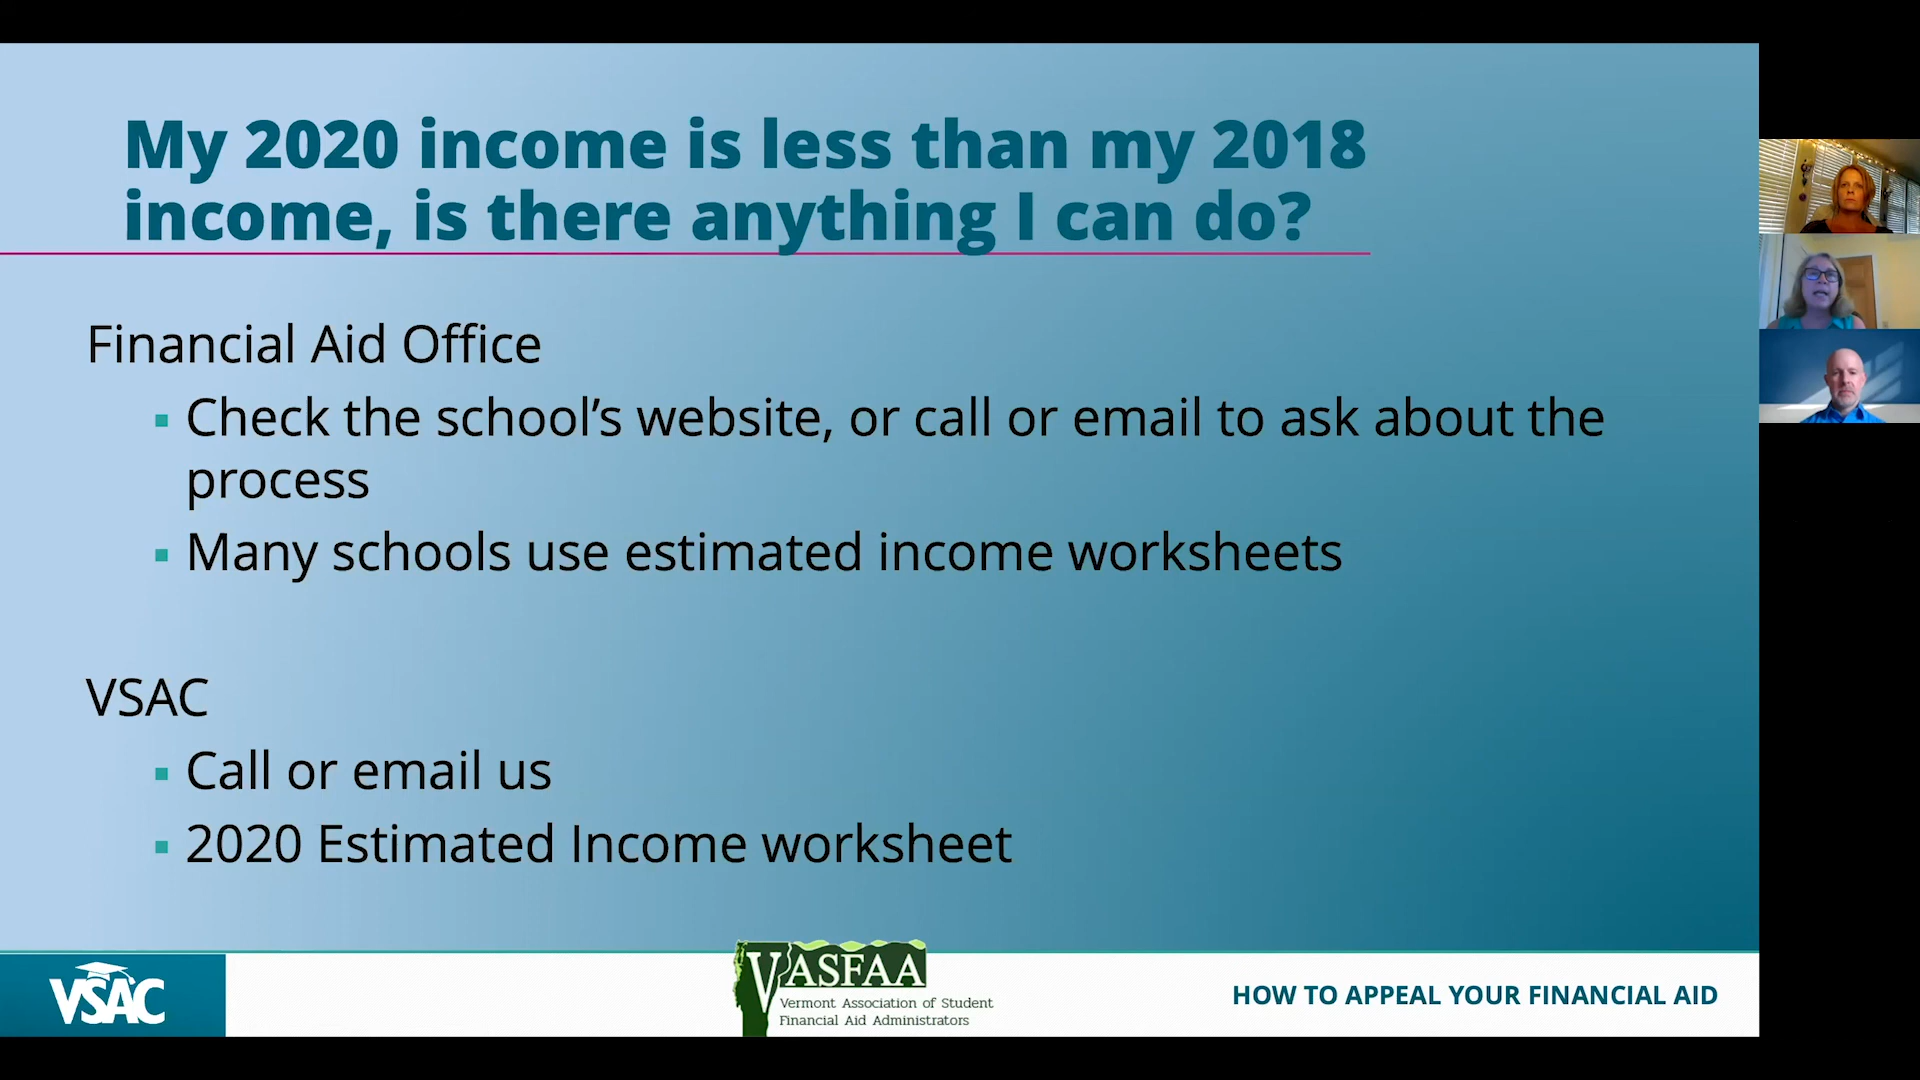 My 2020 income is less than my 2018
income, is there anything I can do?
Financial Aid Office
▪ Check the school's website, or call or email to ask about the
process
▪ Many schools use estimated income worksheets
VSAC
▪ Call or email us
▪ 2020 Estimated Income worksheet
VSAC
VASFAA
Vermont Association of Student
Financial Aid Administrators
HOW TO APPEAL YOUR FINANCIAL AID